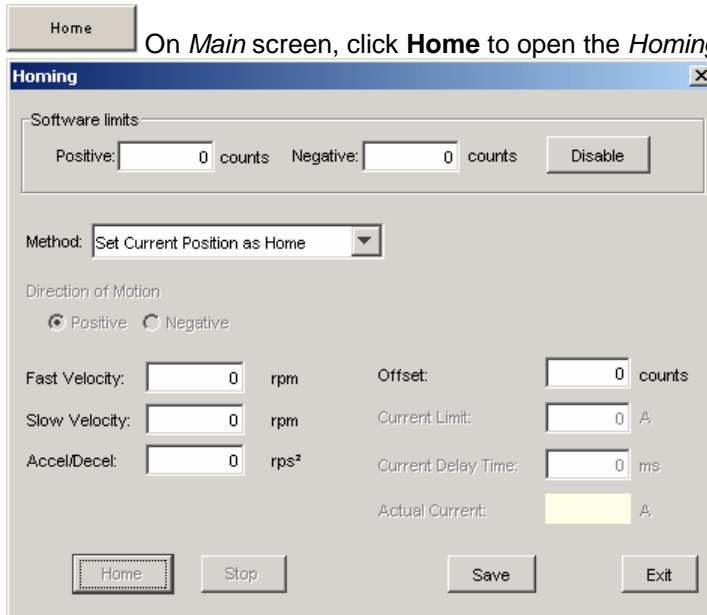 Home
On Main screen, click Home to open the Homing
Homing
Software limits
Positive: 0 counts Negative: 0 counts Disable
Method: Set Current Position as Home
Direction of Motion
Positive Negative
Fast Velocity: 0 rpm Offset: 0 counts
Slow Velocity: 0 rpm Current Limit: 0 A
Accel/Decel: 0 rps² Current Delay Time: 0 ms
Actual Current: A
Home Stop Save Exit